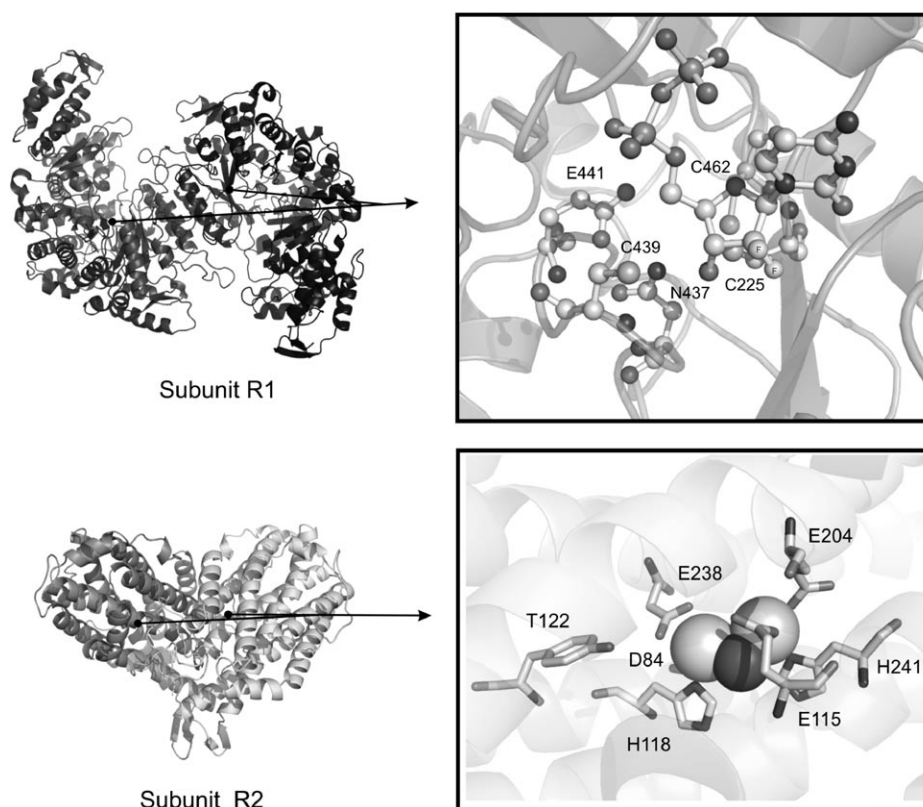 C462
E441
C439
N437
C225
F
F
Subunit R1
E204
E238
T122
D84
H241
E115
H118
Subunit R2